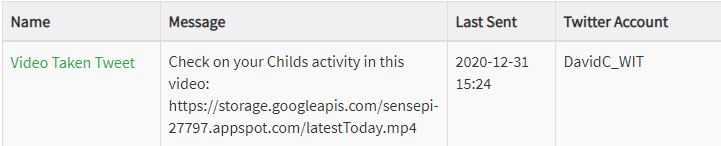 Name Message Last Sent Twitter Account
Video Taken Tweet Check on your Childs activity in this 2020-12-31 DavidC_WIT
video: 15:24
https://storage.googleapis.com/sensepi-
27797.appspot.com/latestToday.mp4